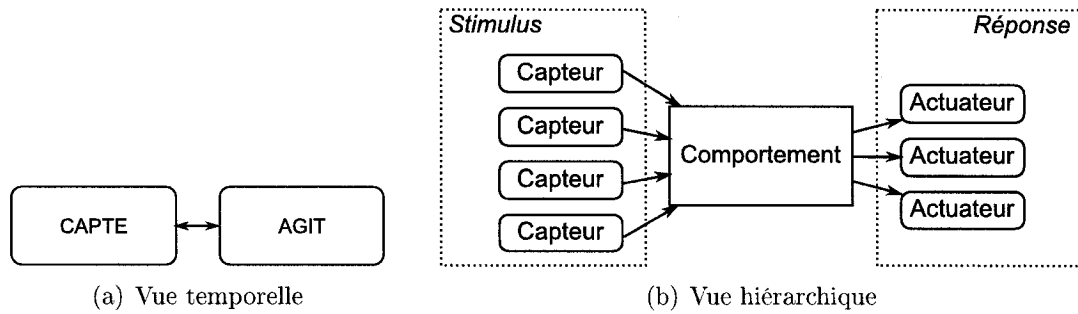 CAPTE
AGIT
(a) Vue temporelle
Stimulus
Capteur
Capteur
Capteur
Capteur
Comportement
Réponse
Actuateur
Actuateur
Actuateur
(b) Vue hiérarchique